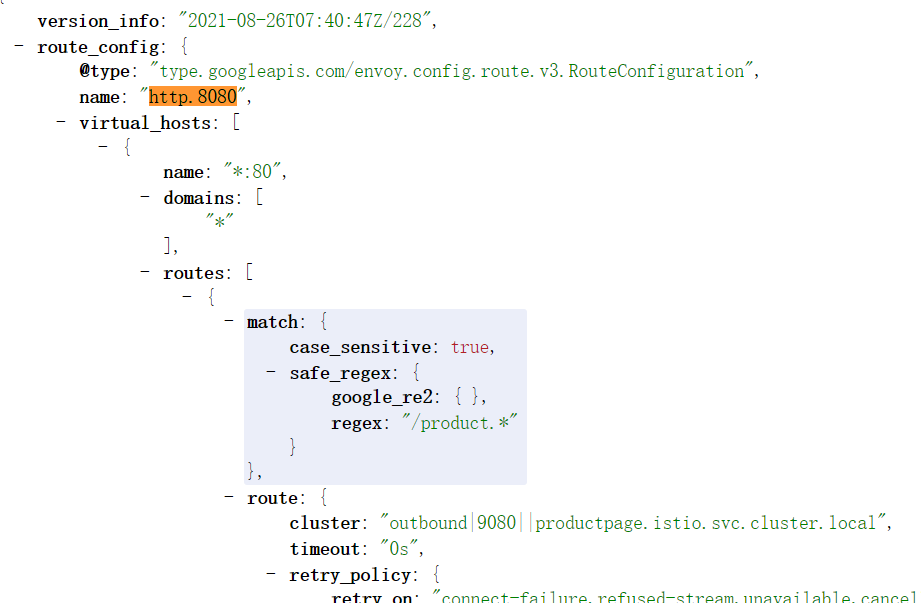 version_info: "2021-08-26T07:40:47Z/228",
- route_config: {
@type: "type.googleapis.com/envoy.config.route.v3.RouteConfiguration",
name: "http.8080",
- virtual_hosts: [
- {
name: "*:80",
- domains: [
"*"
],
- routes: [
- {
- match: {
case_sensitive: true,
- safe_regex: {
google_re2: { },
regex: "/product.*"
}
},
- route: {
cluster: "outbound|9080||productpage.istio.svc.cluster.local",
timeout: "0s",
- retry_policy: {
retry_on: "connect-failure,refused-stream,unavailable,cancel